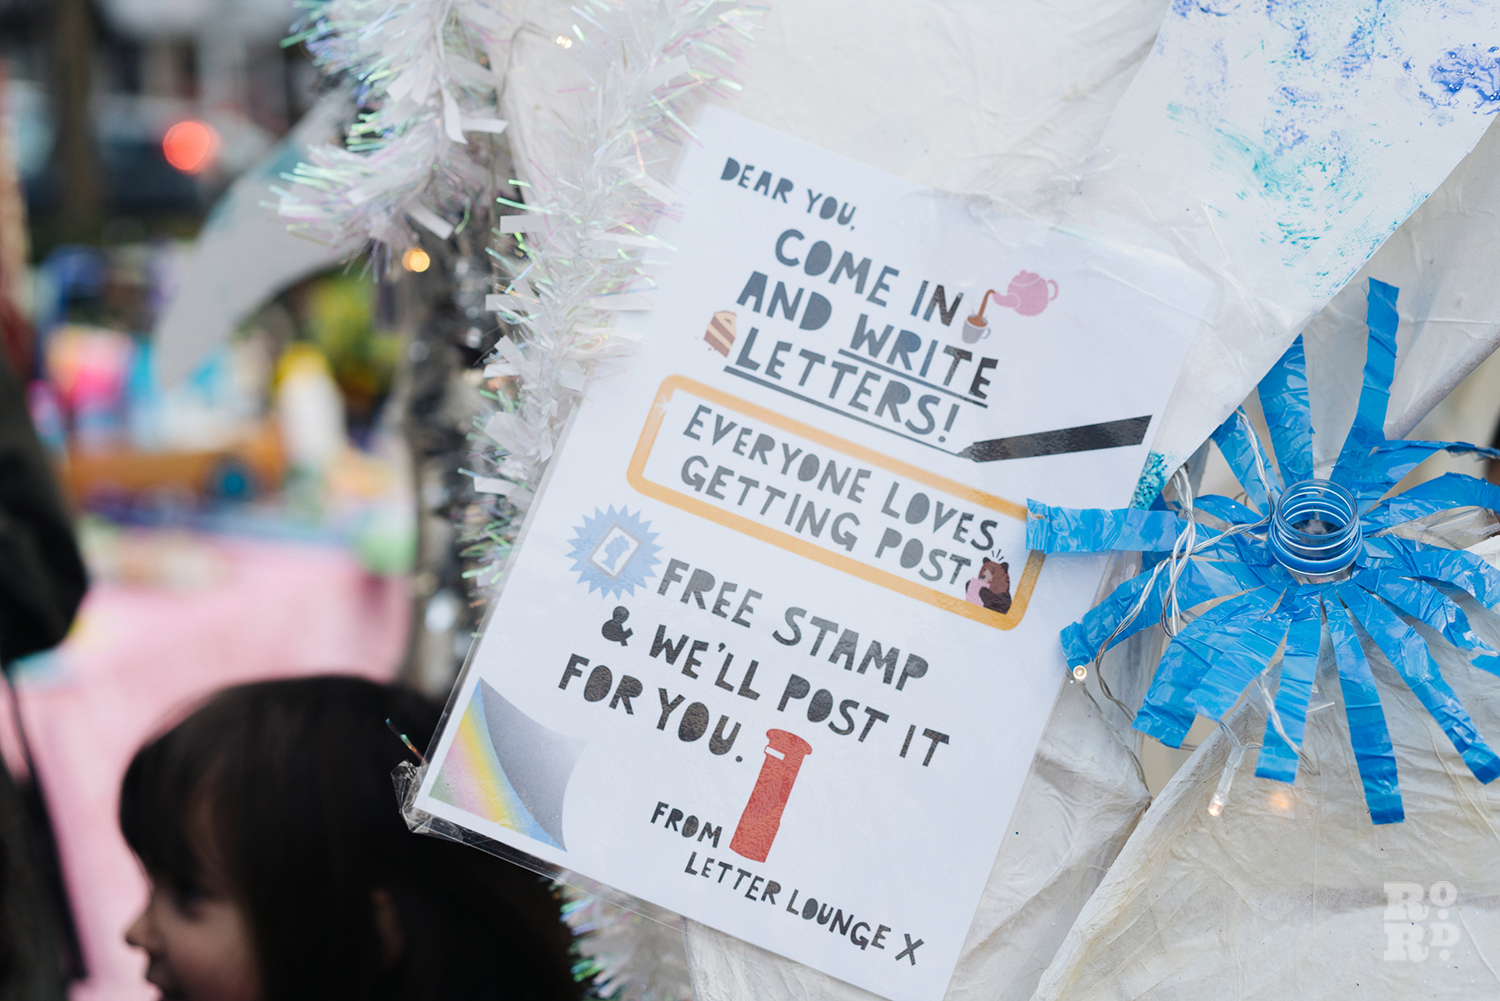 DEAR YOU,
COME IN
AND WRITE
LETTERS!
EVERYONE LOVES
GETTING POST
FREE STAMP
& WE'LL POST IT
FOR YOU.
FROM
LETTER LOUNGE X
RO
RD